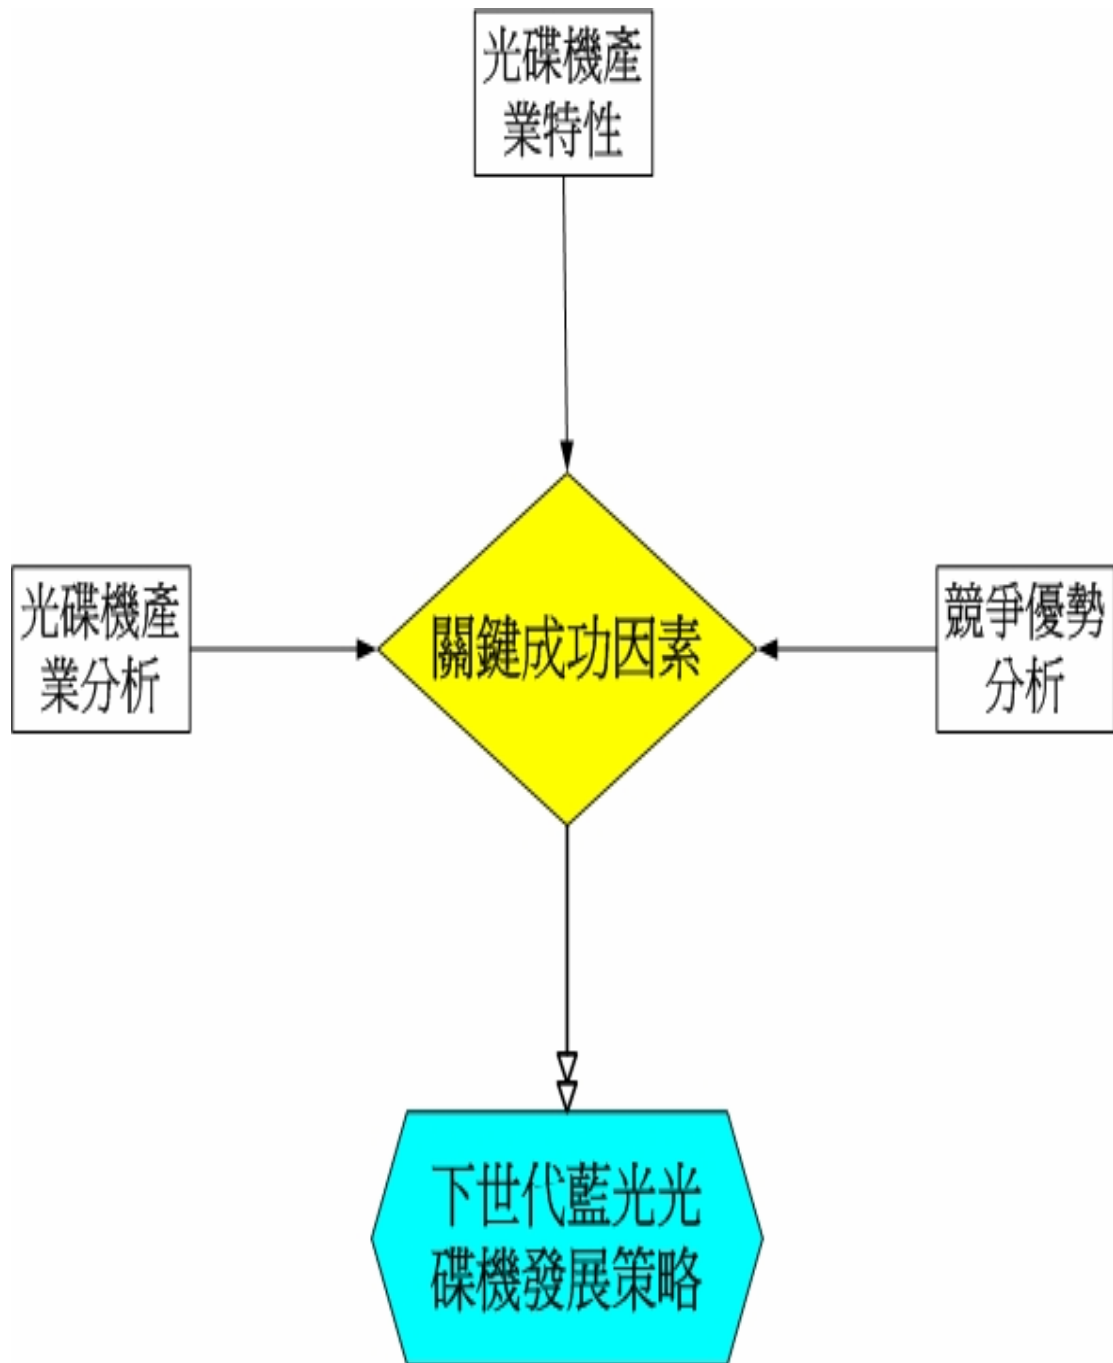 光碟機產
業特性
光碟機產
業分析
關鍵成功因素
競爭優勢
分析
下世代藍光光
碟機發展策略